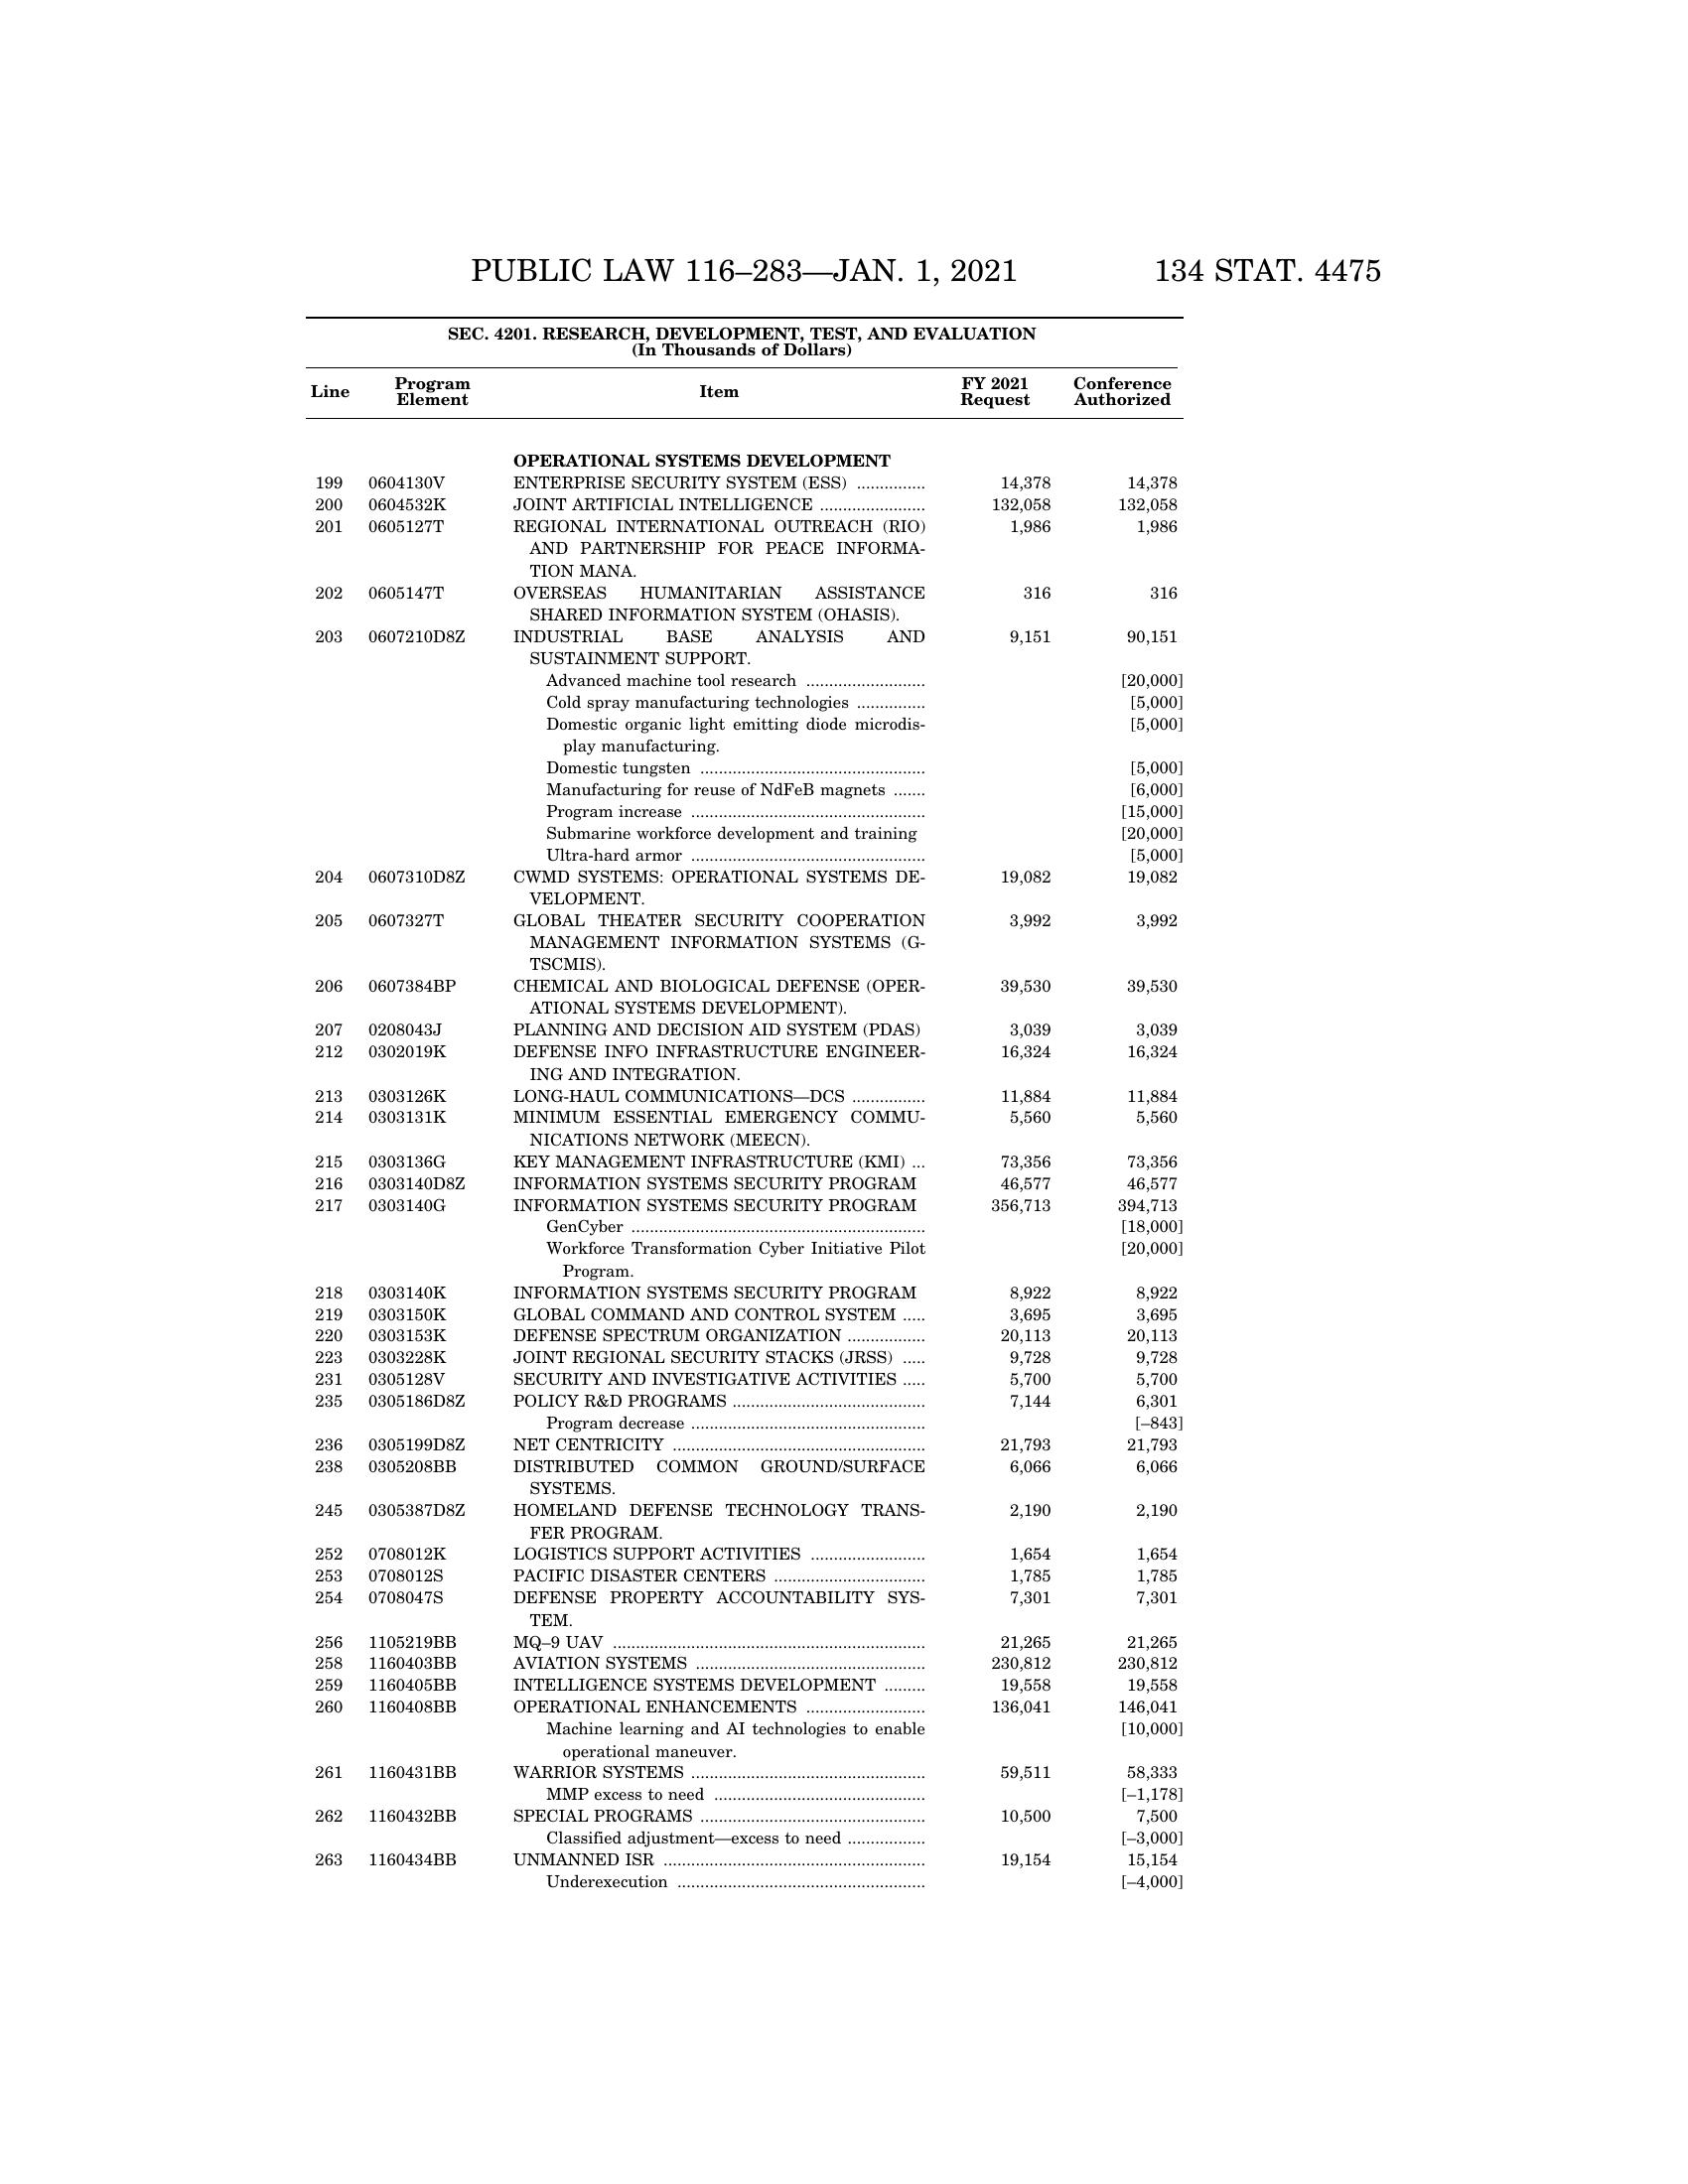 PUBLIC LAW 116–283—JAN. 1, 2021 134 STAT. 4475
SEC. 4201. RESEARCH, DEVELOPMENT, TEST, AND EVALUATION
(In Thousands of Dollars)
Line Program Element Item FY 2021 Request Conference Authorized
OPERATIONAL SYSTEMS DEVELOPMENT
199 0604130V ENTERPRISE SECURITY SYSTEM (ESS) ............... 14,378 14,378
200 0604532K JOINT ARTIFICIAL INTELLIGENCE ....................... 132,058 132,058
201 0605127T REGIONAL INTERNATIONAL OUTREACH (RIO) 1,986 1,986
AND PARTNERSHIP FOR PEACE INFORMA-
TION MANA.
202 0605147T OVERSEAS HUMANITARIAN ASSISTANCE 316 316
SHARED INFORMATION SYSTEM (OHASIS).
203 0607210D8Z INDUSTRIAL BASE ANALYSIS AND 9,151 90,151
SUSTAINMENT SUPPORT.
Advanced machine tool research .......................... [20,000]
Cold spray manufacturing technologies ............... [5,000]
Domestic organic light emitting diode microdis- [5,000]
play manufacturing.
Domestic tungsten ................................................. [5,000]
Manufacturing for reuse of NdFeB magnets ....... [6,000]
Program increase ................................................... [15,000]
Submarine workforce development and training [20,000]
Ultra-hard armor ................................................... [5,000]
204 0607310D8Z CWMD SYSTEMS: OPERATIONAL SYSTEMS DE- 19,082 19,082
VELOPMENT.
205 0607327T GLOBAL THEATER SECURITY COOPERATION 3,992 3,992
MANAGEMENT INFORMATION SYSTEMS (G-
TSCMIS).
206 0607384BP CHEMICAL AND BIOLOGICAL DEFENSE (OPER- 39,530 39,530
ATIONAL SYSTEMS DEVELOPMENT).
207 0208043J PLANNING AND DECISION AID SYSTEM (PDAS) 3,039 3,039
212 0302019K DEFENSE INFO INFRASTRUCTURE ENGINEER- 16,324 16,324
ING AND INTEGRATION.
213 0303126K LONG-HAUL COMMUNICATIONS—DCS ................ 11,884 11,884
214 0303131K MINIMUM ESSENTIAL EMERGENCY COMMU- 5,560 5,560
NICATIONS NETWORK (MEECN).
215 0303136G KEY MANAGEMENT INFRASTRUCTURE (KMI) ... 73,356 73,356
216 0303140D8Z INFORMATION SYSTEMS SECURITY PROGRAM 46,577 46,577
217 0303140G INFORMATION SYSTEMS SECURITY PROGRAM 356,713 394,713
GenCyber ................................................................ [18,000]
Workforce Transformation Cyber Initiative Pilot [20,000]
Program.
218 0303140K INFORMATION SYSTEMS SECURITY PROGRAM 8,922 8,922
219 0303150K GLOBAL COMMAND AND CONTROL SYSTEM ..... 3,695 3,695
220 0303153K DEFENSE SPECTRUM ORGANIZATION ................. 20,113 20,113
223 0303228K JOINT REGIONAL SECURITY STACKS (JRSS) ..... 9,728 9,728
231 0305128V SECURITY AND INVESTIGATIVE ACTIVITIES ..... 5,700 5,700
235 0305186D8Z POLICY R&D PROGRAMS .......................................... 7,144 6,301
Program decrease ................................................... [–843]
236 0305199D8Z NET CENTRICITY ....................................................... 21,793 21,793
238 0305208BB DISTRIBUTED COMMON GROUND/SURFACE 6,066 6,066
SYSTEMS.
245 0305387D8Z HOMELAND DEFENSE TECHNOLOGY TRANS- 2,190 2,190
FER PROGRAM.
252 0708012K LOGISTICS SUPPORT ACTIVITIES ......................... 1,654 1,654
253 0708012S PACIFIC DISASTER CENTERS ................................. 1,785 1,785
254 0708047S DEFENSE PROPERTY ACCOUNTABILITY SYS- 7,301 7,301
TEM.
256 1105219BB MQ–9 UAV .................................................................... 21,265 21,265
258 1160403BB AVIATION SYSTEMS .................................................. 230,812 230,812
259 1160405BB INTELLIGENCE SYSTEMS DEVELOPMENT ......... 19,558 19,558
260 1160408BB OPERATIONAL ENHANCEMENTS .......................... 136,041 146,041
Machine learning and AI technologies to enable [10,000]
operational maneuver.
261 1160431BB WARRIOR SYSTEMS ................................................... 59,511 58,333
MMP excess to need .............................................. [–1,178]
262 1160432BB SPECIAL PROGRAMS ................................................. 10,500 7,500
Classified adjustment—excess to need ................. [–3,000]
263 1160434BB UNMANNED ISR ......................................................... 19,154 15,154
Underexecution ...................................................... [–4,000]